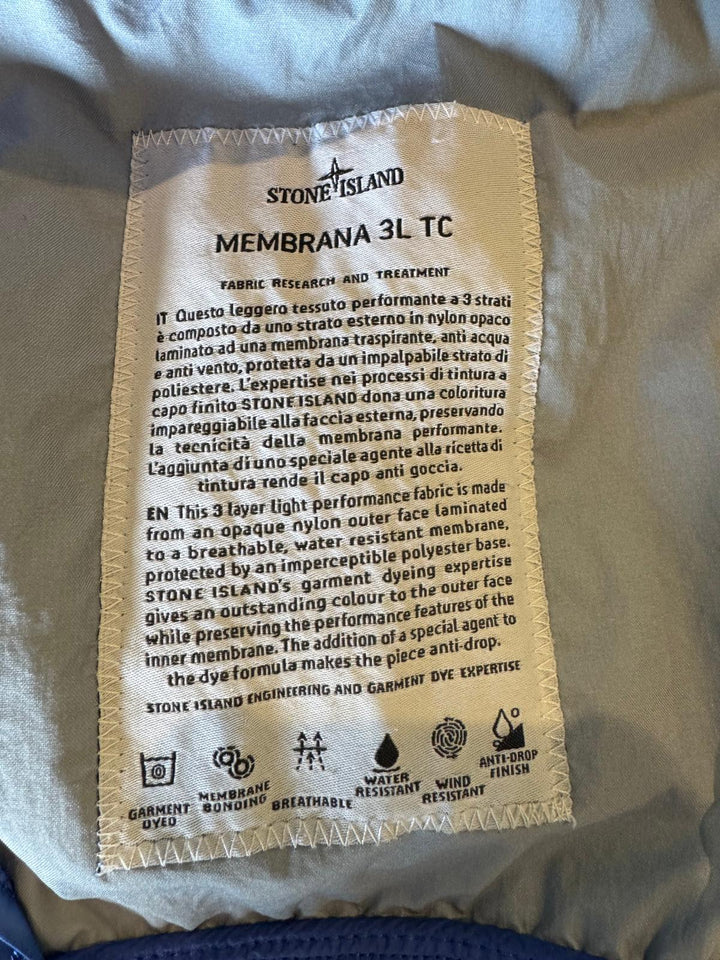 STONE ISLAND
MEMBRANA 3L TC
FABRIC RESEARCH AND TREATMENT
IT Questo leggero tessuto performante a 3 strati
è composto da uno strato esterno in nylon opaco
laminato ad una membrana traspirante, anti acqua
e anti vento, protetta da un impalpabile strato di
poliestere. L'expertise nei processi di tintura a
capo finito STONE ISLAND dona una coloritura
impareggiabile alla faccia esterna, preservando
la tecnicità della membrana performante.
L'aggiunta di uno speciale agente alla ricetta di
tintura rende il capo anti goccia.
EN This 3 layer light performance fabric is made
from an opaque nylon outer face laminated
to a breathable, water resistant membrane,
protected by an imperceptible polyester base.
STONE ISLAND's garment dyeing expertise
gives an outstanding colour to the outer face
while preserving the performance features of the
inner membrane. The addition of a special agent to
the dye formula makes the piece anti-drop.
STONE ISLAND ENGINEERING AND GARMENT DYE EXPERTISE
GARMENT
DYED
MEMBRANE
BONDING
BREATHABLE
WATER
RESISTANT
WIND
RESISTANT
ANTI-DROP
FINISH